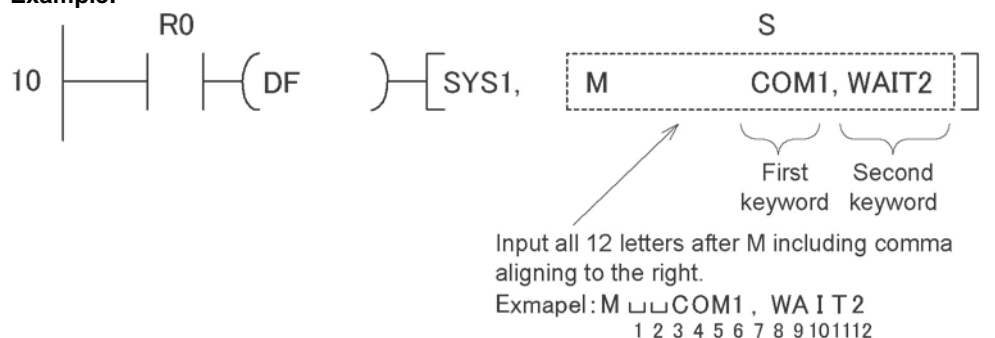 Example:
R0 S
10 DF SYS1, M COM1, WAIT2
First Second
keyword keyword
Input all 12 letters after M including comma
aligning to the right.
Exmapel: M ␣␣COM1, WAIT2
1 2 3 4 5 6 7 8 9 10 11 12